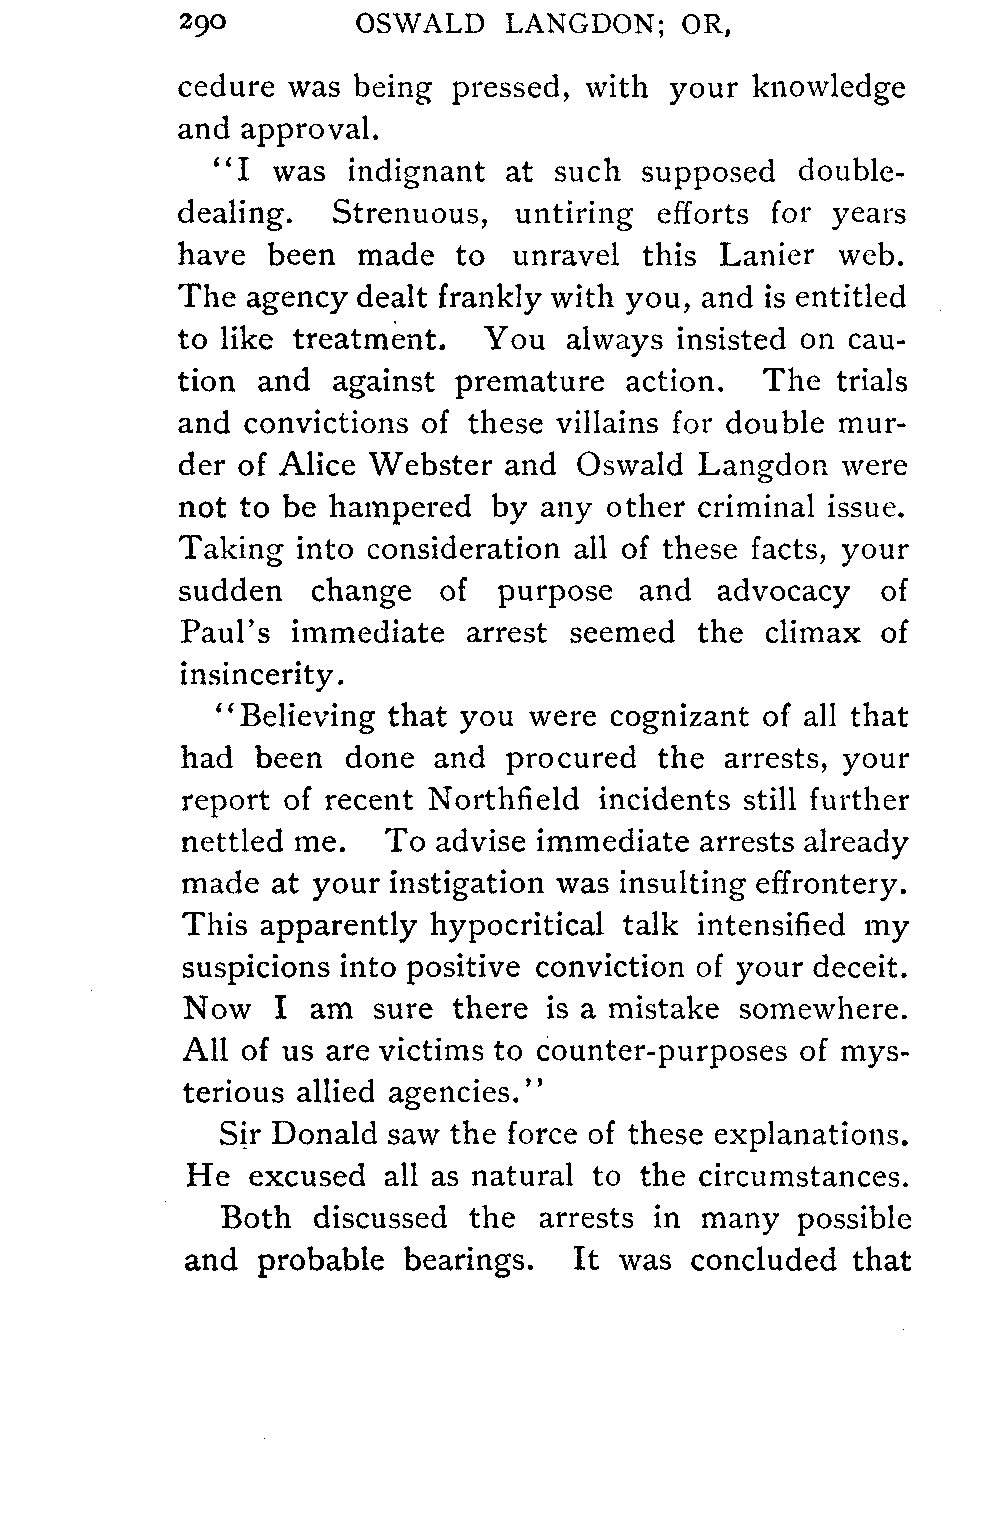 290 OSWALD LANGDON; OR,
cedure was being pressed, with your knowledge
and approval.
"I was indignant at such supposed double-
dealing. Strenuous, untiring efforts for years
have been made to unravel this Lanier web.
The agency dealt frankly with you, and is entitled
to like treatment. You always insisted on cau-
tion and against premature action. The trials
and convictions of these villains for double mur-
der of Alice Webster and Oswald Langdon were
not to be hampered by any other criminal issue.
Taking into consideration all of these facts, your
sudden change of purpose and advocacy of
Paul's immediate arrest seemed the climax of
insincerity.
"Believing that you were cognizant of all that
had been done and procured the arrests, your
report of recent Northfield incidents still further
nettled me. To advise immediate arrests already
made at your instigation was insulting effrontery.
This apparently hypocritical talk intensified my
suspicions into positive conviction of your deceit.
Now I am sure there is a mistake somewhere.
All of us are victims to counter-purposes of mys-
terious allied agencies."
Sir Donald saw the force of these explanations.
He excused all as natural to the circumstances.
Both discussed the arrests in many possible
and probable bearings. It was concluded that